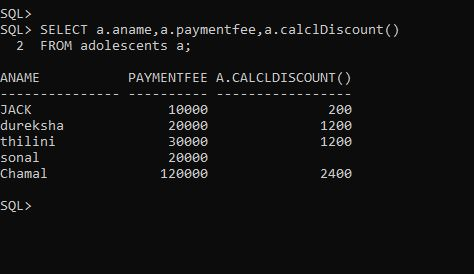 SQL>
SQL> SELECT a.aname,a.paymentfee,a.calclDiscount()
  2  FROM adolescents a;

ANAME           PAYMENTFEE A.CALCLDISCOUNT()
--------------- ---------- -----------------
JACK                 10000               200
dureksha             20000              1200
thilini              30000              1200
sonal                20000
Chamal              120000              2400

SQL>